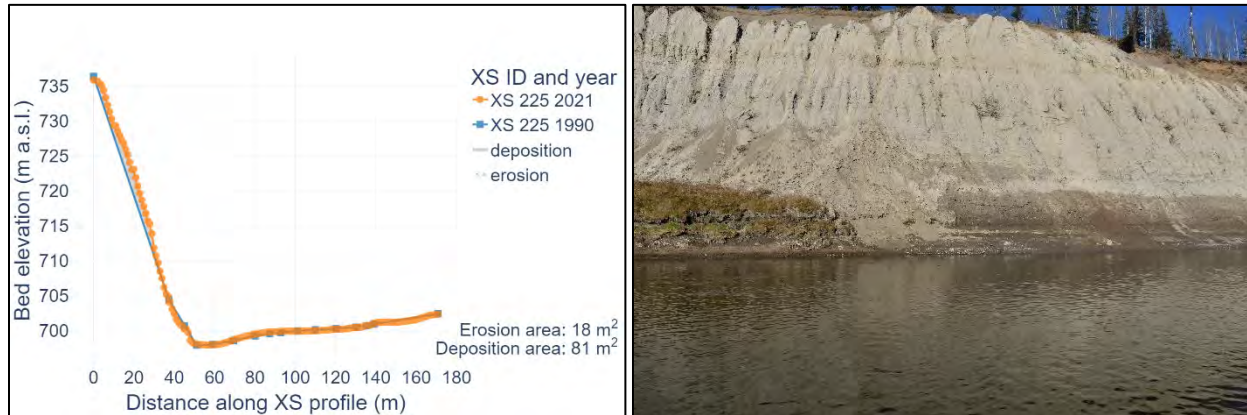 XS ID and year
XS 225 2021
XS 225 1990
deposition
erosion
Bed elevation (m a.s.l.)
735
730
725
720
715
710
705
700
Erosion area: 18 m²
Deposition area: 81 m²
0 20 40 60 80 100 120 140 160 180
Distance along XS profile (m)